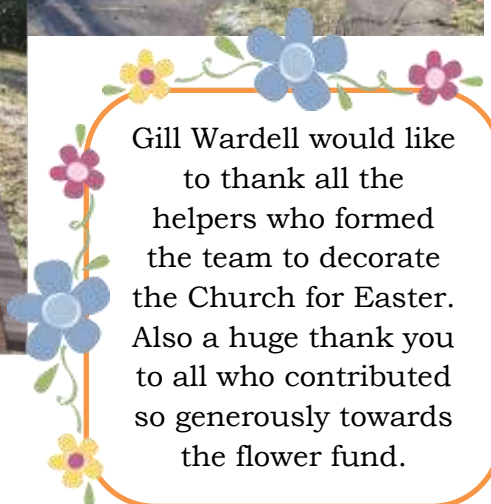 Gill Wardell would like
to thank all the
helpers who formed
the team to decorate
the Church for Easter.
Also a huge thank you
to all who contributed
so generously towards
the flower fund.